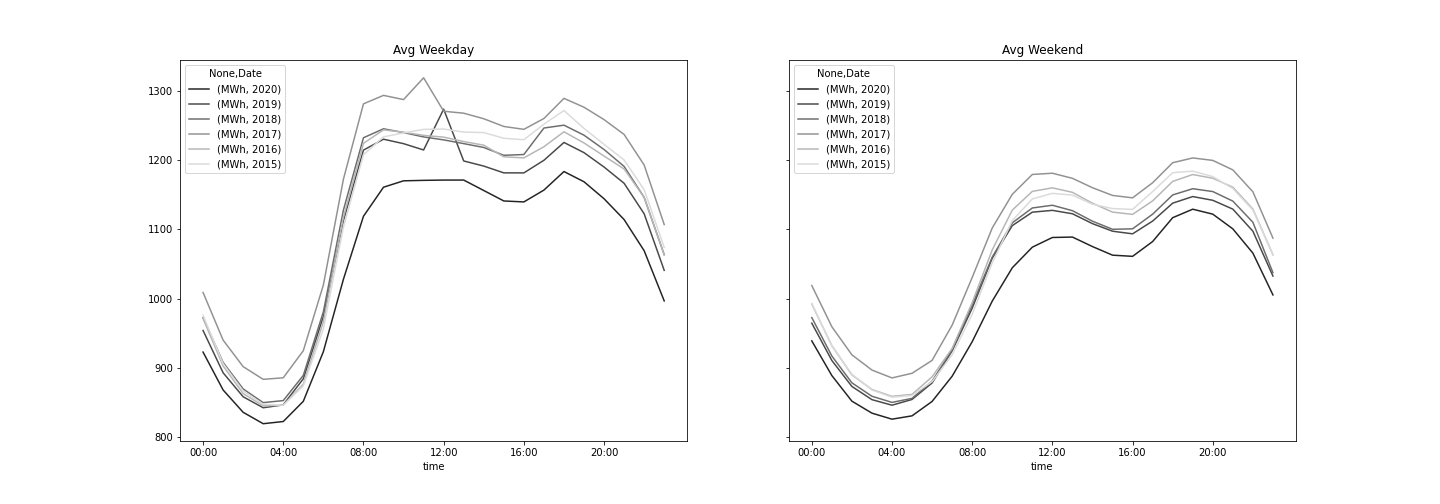 Avg Weekday
None,Date
(MWh, 2020)
(MWh, 2019)
(MWh, 2018)
(MWh, 2017)
(MWh, 2016)
(MWh, 2015)
1300
1200
1100
1000
900
800
00:00 04:00 08:00 12:00 16:00 20:00
time
Avg Weekend
None,Date
(MWh, 2020)
(MWh, 2019)
(MWh, 2018)
(MWh, 2017)
(MWh, 2016)
(MWh, 2015)
00:00 04:00 08:00 12:00 16:00 20:00
time